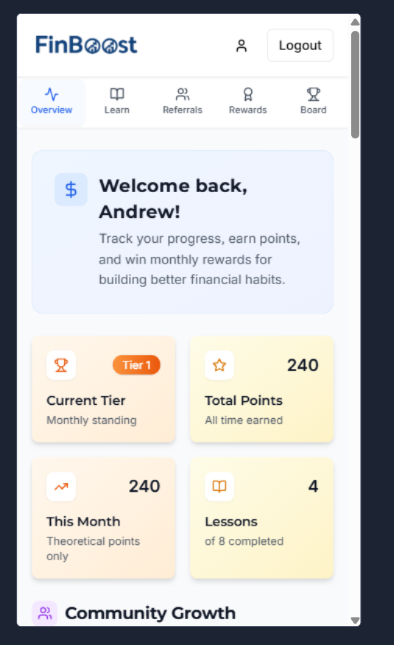 FinBoost
Logout
Overview
Learn
Referrals
Rewards
Board
$
Welcome back,
Andrew!
Track your progress, earn points,
and win monthly rewards for
building better financial habits.
Tier 1
Current Tier
Monthly standing
240
Total Points
All time earned
240
This Month
Theoretical points
only
4
Lessons
of 8 completed
Community Growth